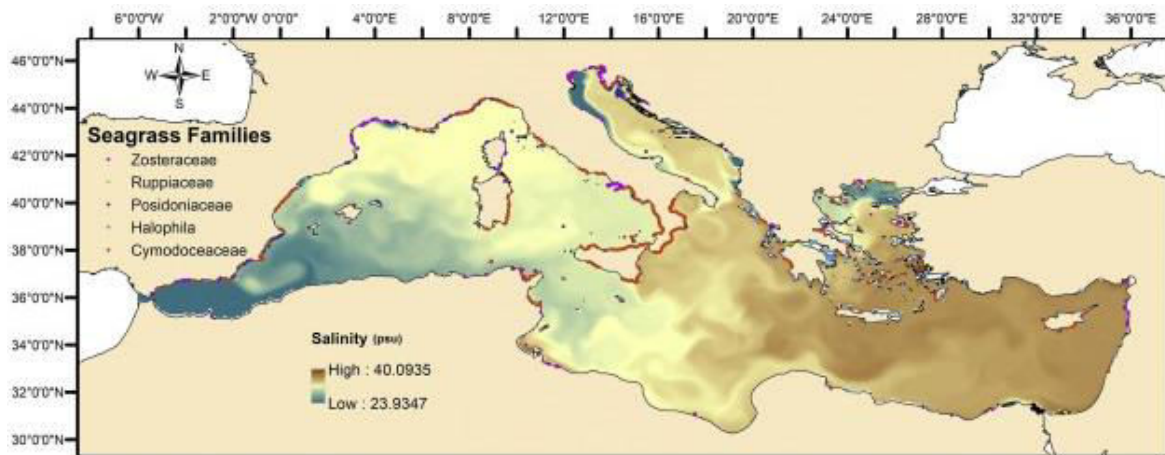 6°0'0"W 2°0'0"W 0°0'0" 4°0'0"E 8°0'0"E 12°0'0"E 16°0'0"E 20°0'0"E 24°0'0"E 28°0'0"E 32°0'0"E 36°0'0"E
46°0'0"N
44°0'0"N
42°0'0"N
40°0'0"N
38°0'0"N
36°0'0"N
34°0'0"N
32°0'0"N
30°0'0"N
N
W E
S
Seagrass Families
Zosteraceae
Ruppiaceae
Posidoniaceae
Halophila
Cymodoceaceae
Salinity (psu)
High : 40.0935
Low : 23.9347